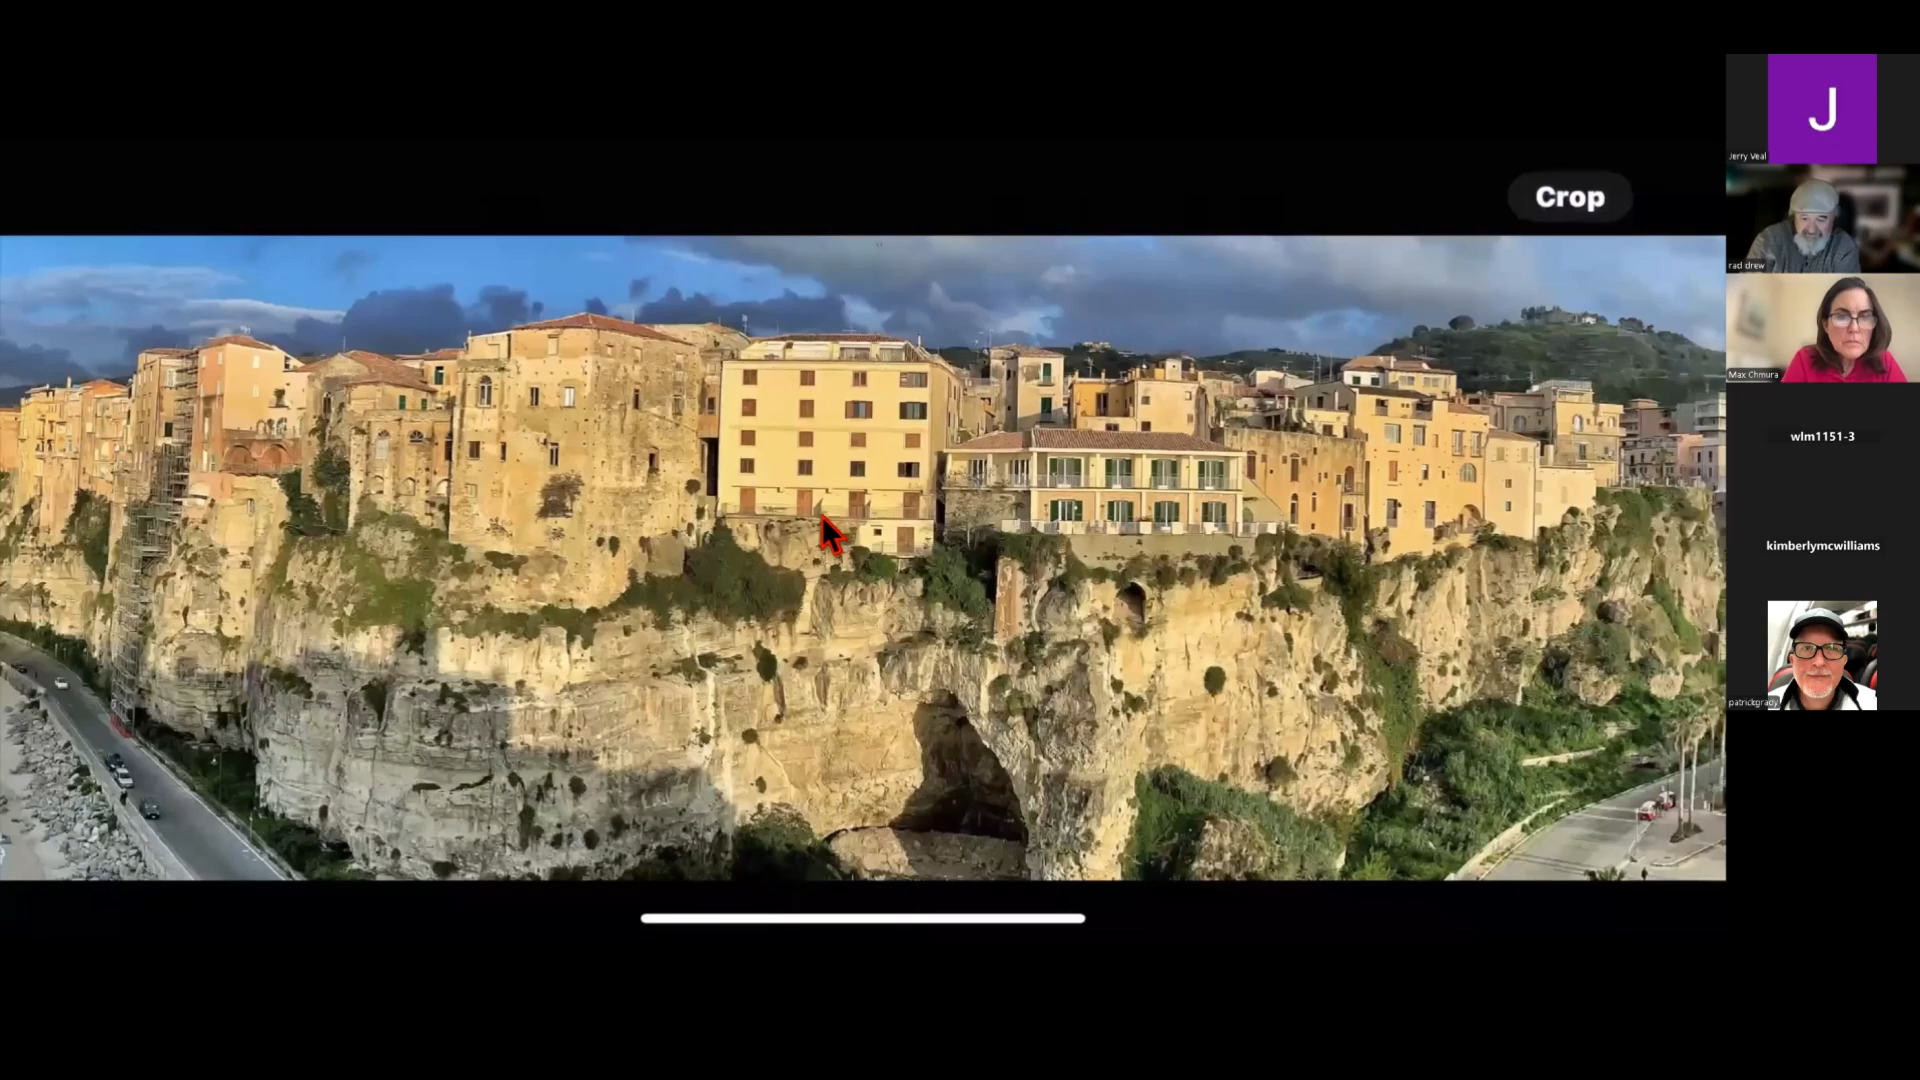 Crop
J
Jerry Veal
rad drew
Max Chmura
wlm1151-3
kimberlymcwilliams
patrickgrady